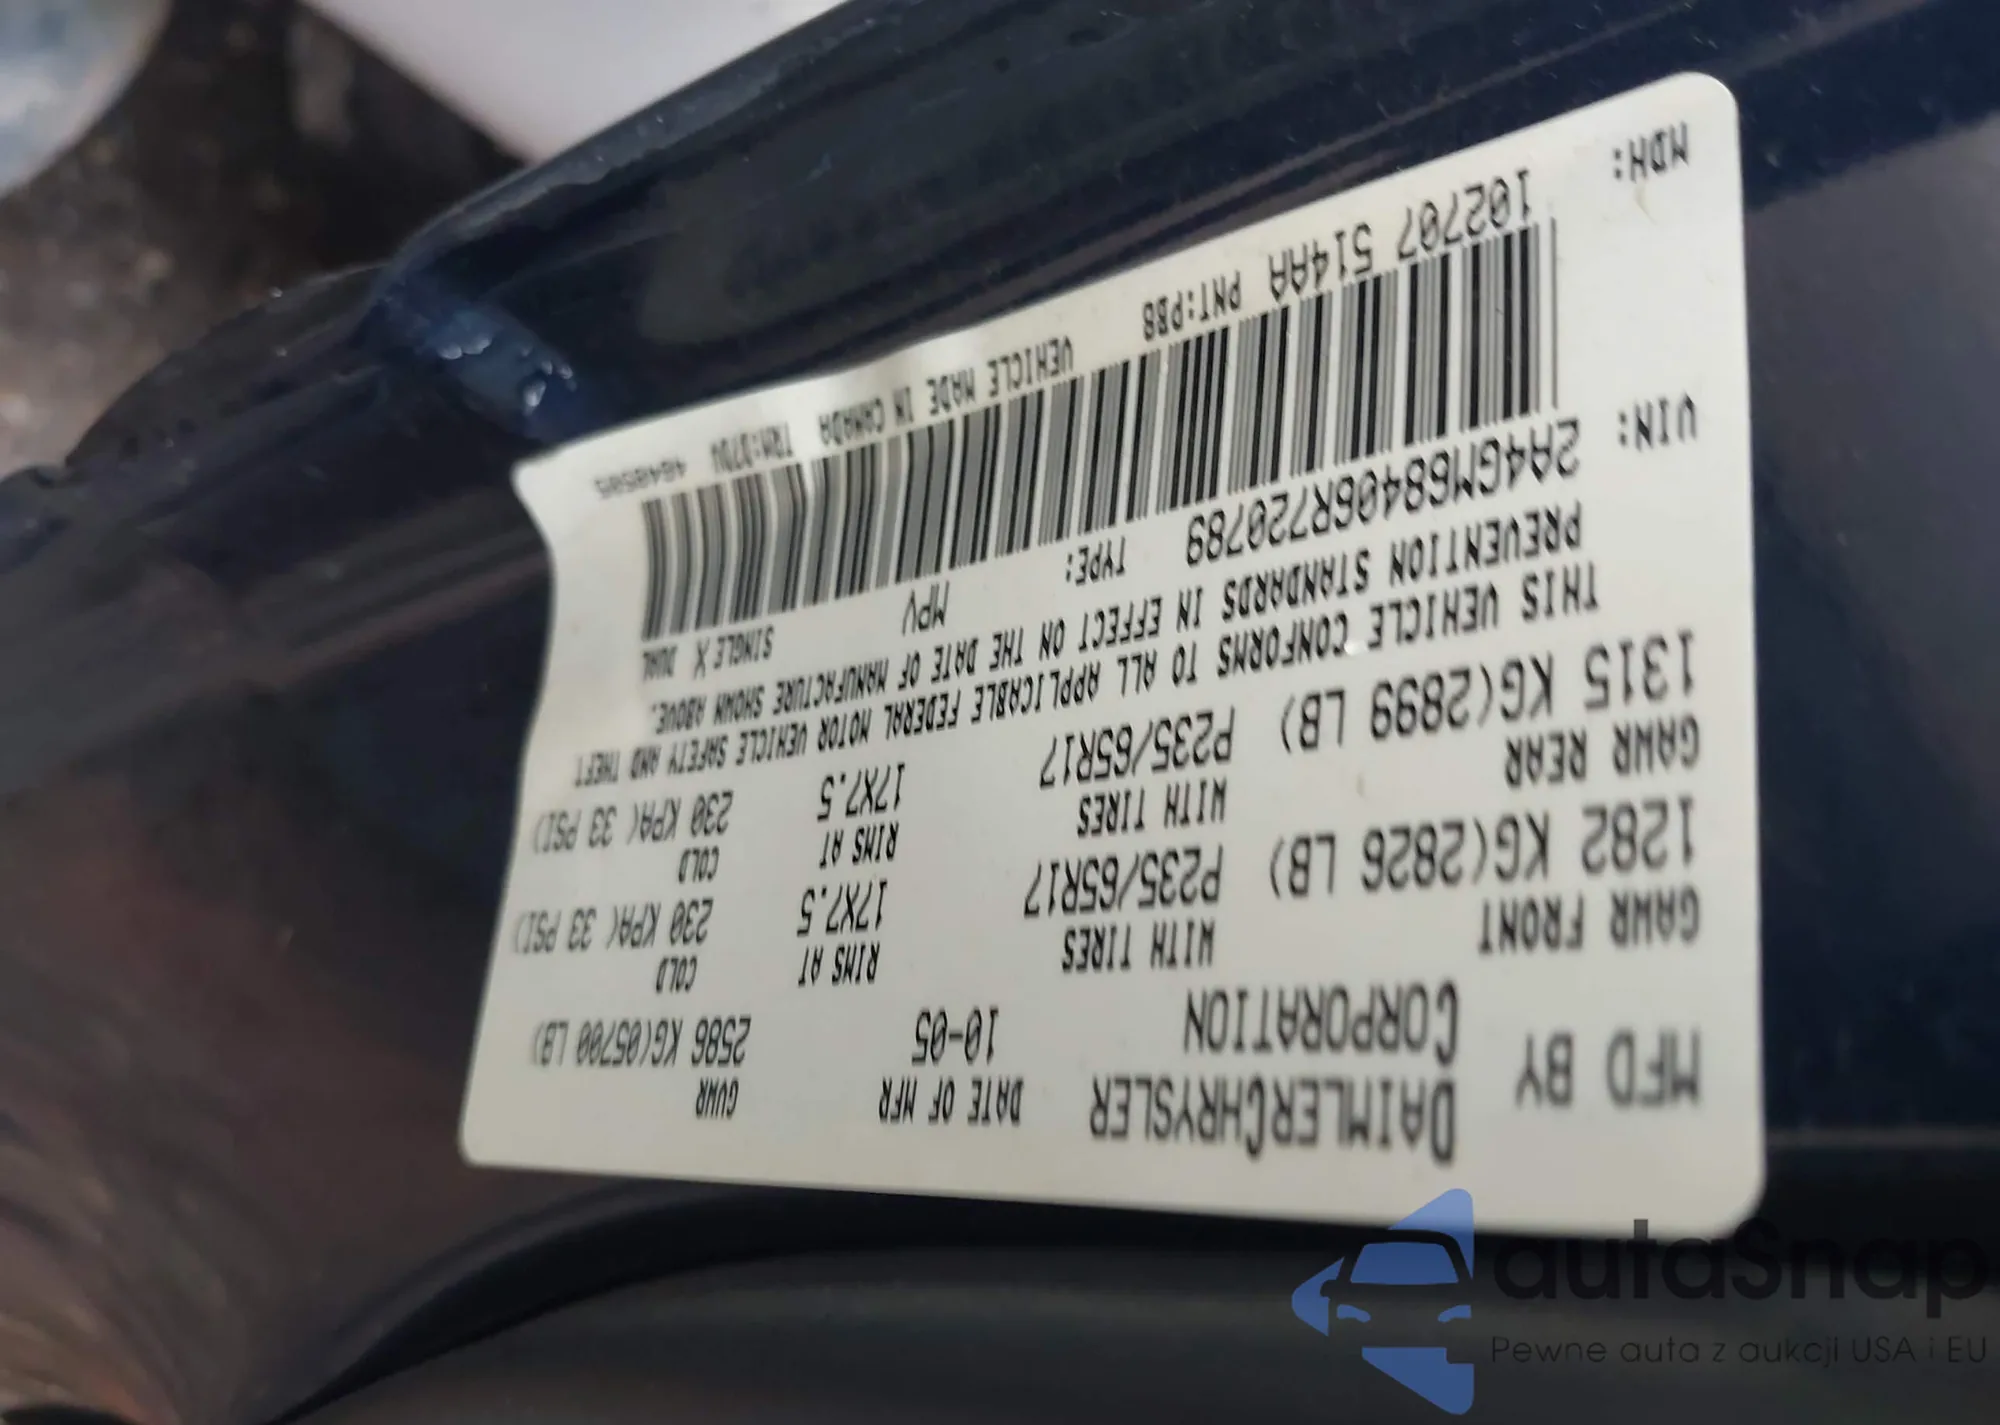 MFD BY DAIMLERCHRYSLER CORPORATION DATE OF MFR 10-05 GVWR 2586 KG(05700 LB)
GAWR FRONT WITH TIRES RIMS AT COLD
1282 KG(2826 LB) P235/65R17 17X7.5 230 KPA( 33 PSI)
GAWR REAR WITH TIRES RIMS AT COLD
1315 KG(2899 LB) P235/65R17 17X7.5 230 KPA( 33 PSI)
THIS VEHICLE CONFORMS TO ALL APPLICABLE FEDERAL MOTOR VEHICLE SAFETY AND THEFT
PREVENTION STANDARDS IN EFFECT ON THE DATE OF MANUFACTURE SHOWN ABOVE.
VIN: 2A4GM68406R720789 TYPE: MPV SINGLE X DUAL
MDH: 102707 514AA PNT:PB8 VEHICLE MADE IN CANADA
autaSnap
Pewne auta z aukcji USA i EU